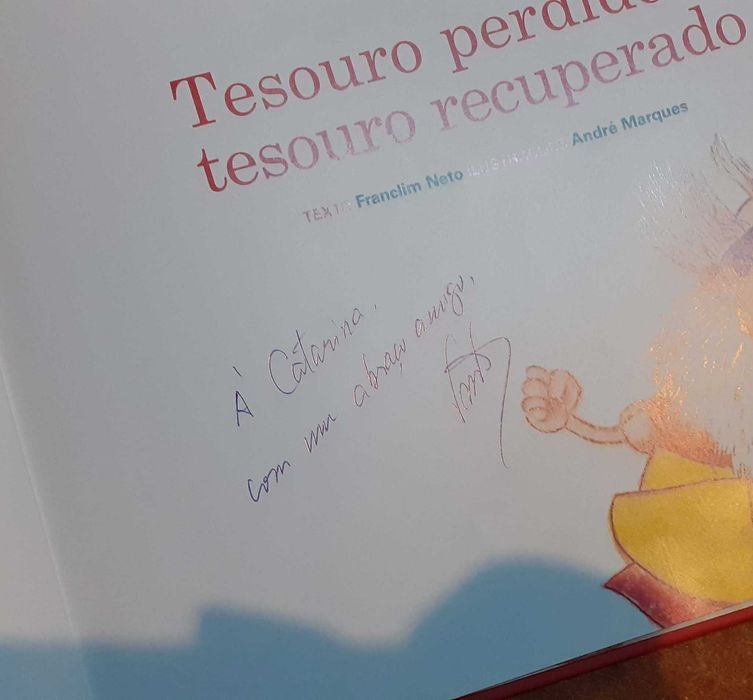 Tesouro perdido
tesouro recuperado
TEXTO Franclim Neto ILUSTRAÇÕES André Marques
À Catarina,
com um abraço amigo,